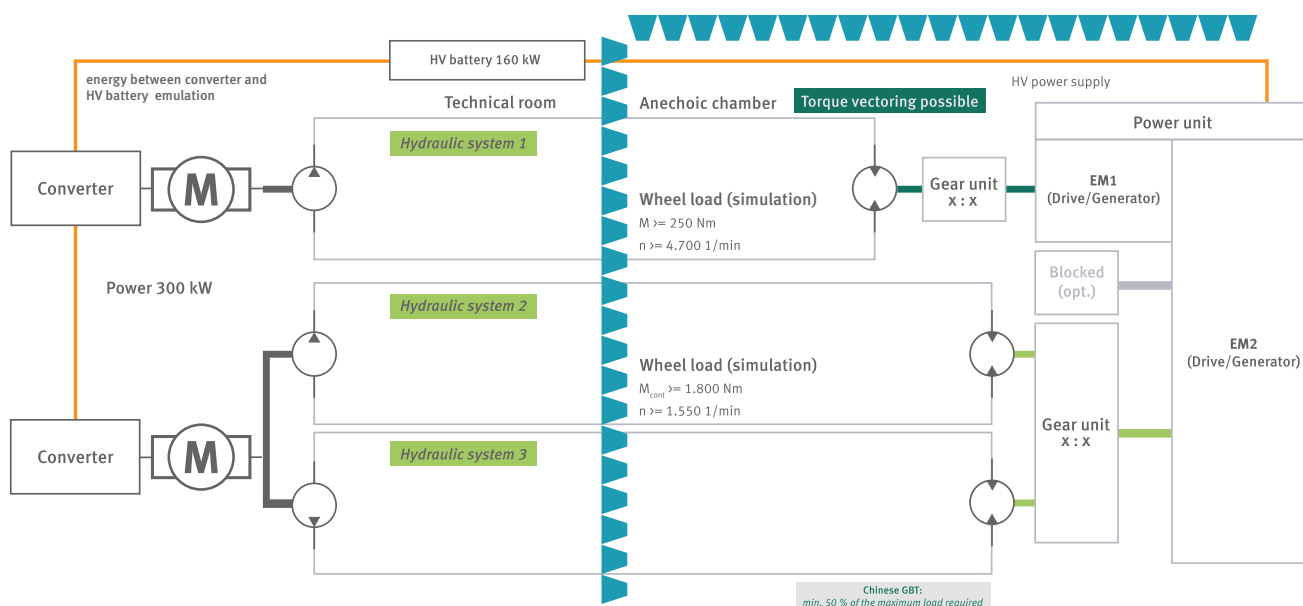 HV battery 160 kW
energy between converter and
HV battery emulation
HV power supply
Technical room
Anechoic chamber
Torque vectoring possible
Power unit
Hydraulic system 1
Converter
M
Gear unit
x : x
EM1
(Drive/Generator)
Wheel load (simulation)
M >= 250 Nm
n >= 4.700 1/min
Power 300 kW
Blocked
(opt.)
Hydraulic system 2
EM2
(Drive/Generator)
Wheel load (simulation)
Mcont >= 1.800 Nm
n >= 1.550 1/min
Converter
M
Hydraulic system 3
Gear unit
x : x
Chinese GBT:
min. 50 % of the maximum load required